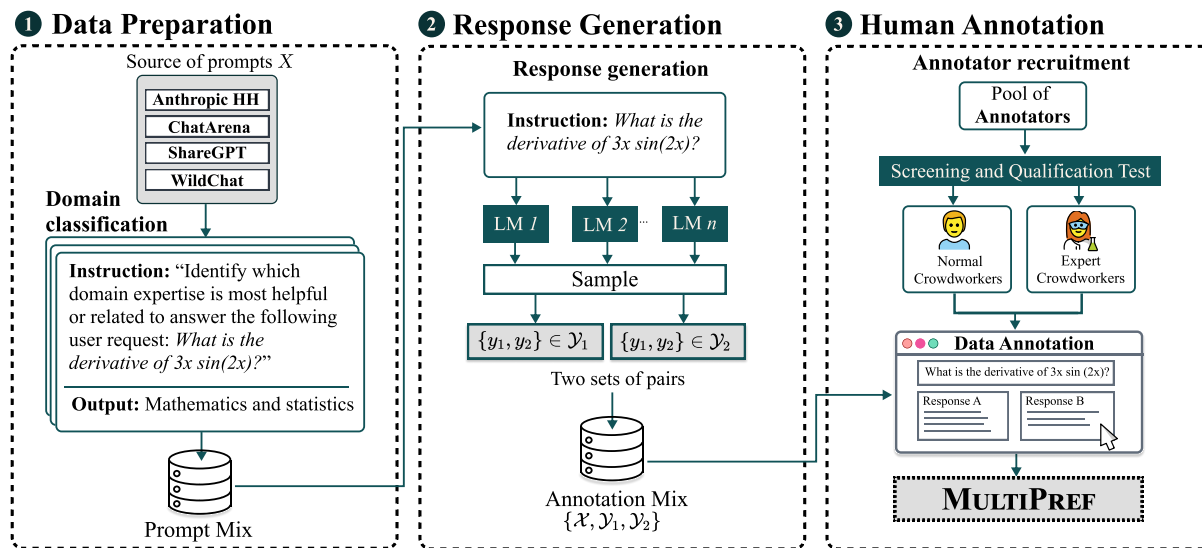 1 Data Preparation
Source of prompts X
Anthropic HH
ChatArena
ShareGPT
WildChat
Domain
classification
Instruction: “Identify which
domain expertise is most helpful
or related to answer the following
user request: What is the
derivative of 3x sin(2x)?”
Output: Mathematics and statistics
Prompt Mix
2 Response Generation
Response generation
Instruction: What is the
derivative of 3x sin(2x)?
LM 1
LM 2
...
LM n
Sample
{y₁, y₂} ∈ 𝒴₁
{y₁, y₂} ∈ 𝒴₂
Two sets of pairs
Annotation Mix
{𝒳, 𝒴₁, 𝒴₂}
3 Human Annotation
Annotator recruitment
Pool of
Annotators
Screening and Qualification Test
Normal
Crowdworkers
Expert
Crowdworkers
Data Annotation
What is the derivative of 3x sin (2x)?
Response A
Response B
MULTIPREF